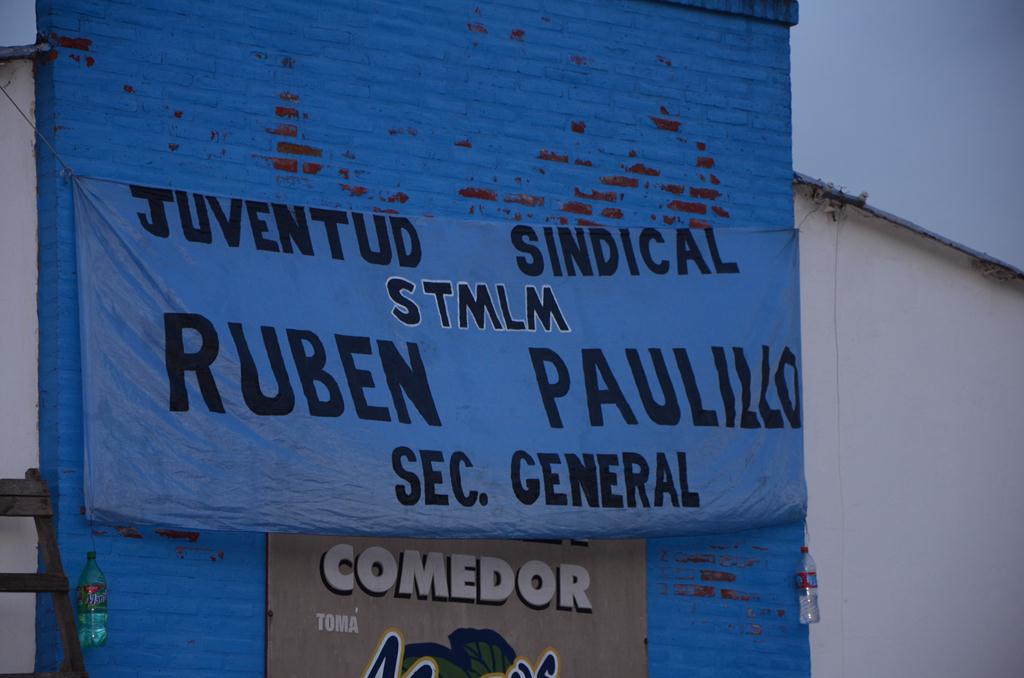 JUVENTUD SINDICAL
STMLM
RUBEN PAULILLO
SEC. GENERAL
COMEDOR
TOMÁ